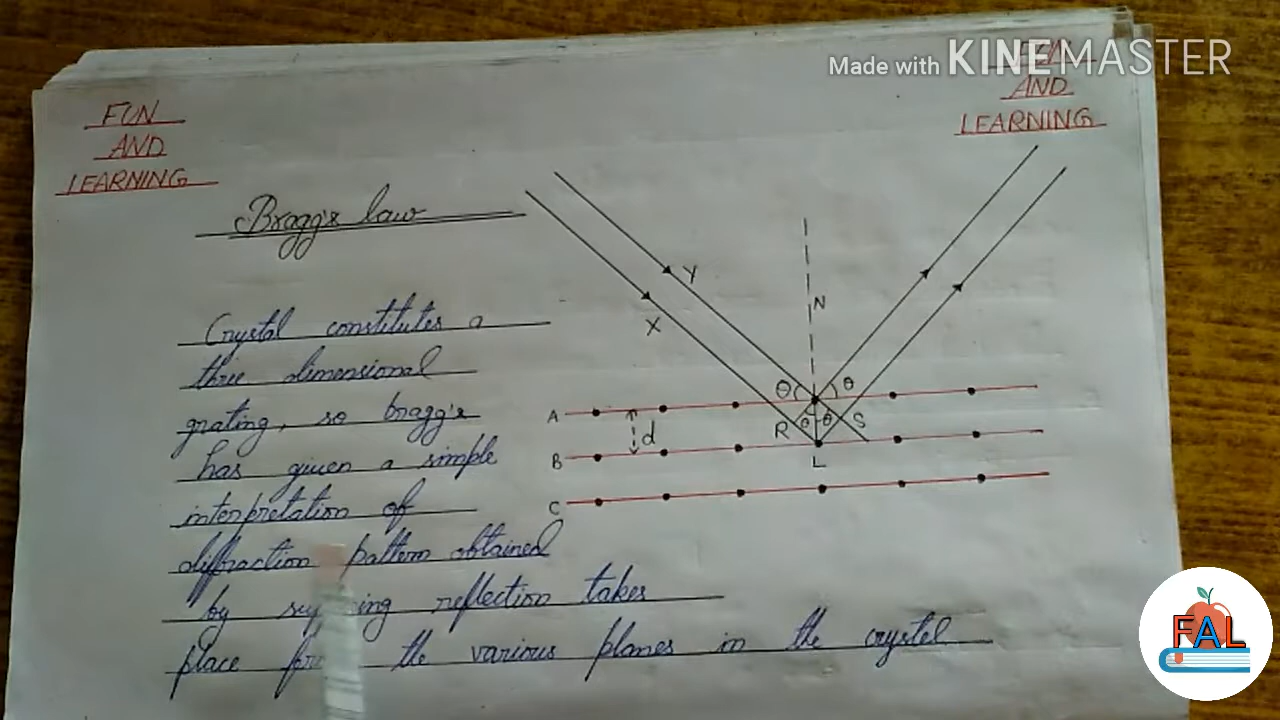 Made with KINEMASTER
FUN
AND
LEARNING
AND
LEARNING
Bragg's law
Crystal constitutes a
three dimensional
grating, so bragg's
has given a simple
interpretation of
diffraction pattern obtained
by reflection takes
place the various planes in the crystel
Y
X
N
θ θ
A
R θ θ S
d
B
L
C
FAL